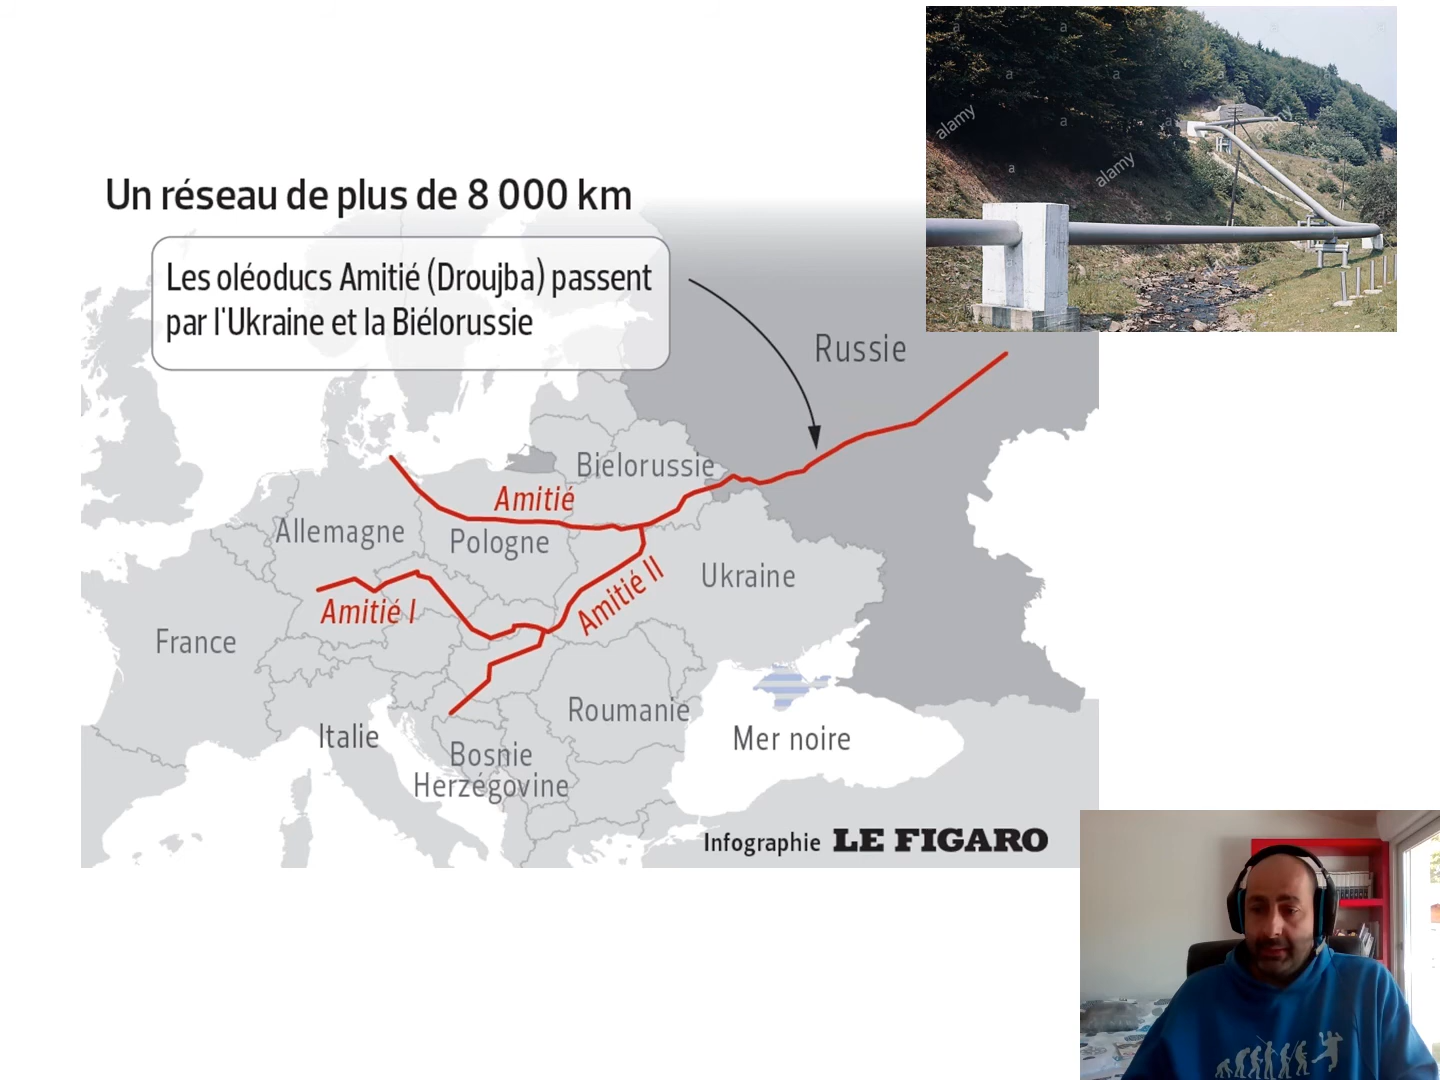 Un réseau de plus de 8 000 km
Les oléoducs Amitié (Droujba) passent
par l'Ukraine et la Biélorussie
Russie
Bielorussie
Amitié
Allemagne
Pologne
Amitié II
Ukraine
Amitié I
France
Roumanie
Italie
Mer noire
Bosnie
Herzégovine
Infographie LE FIGARO
alamy
alamy
a
a
a
a
a
a
a
a
a